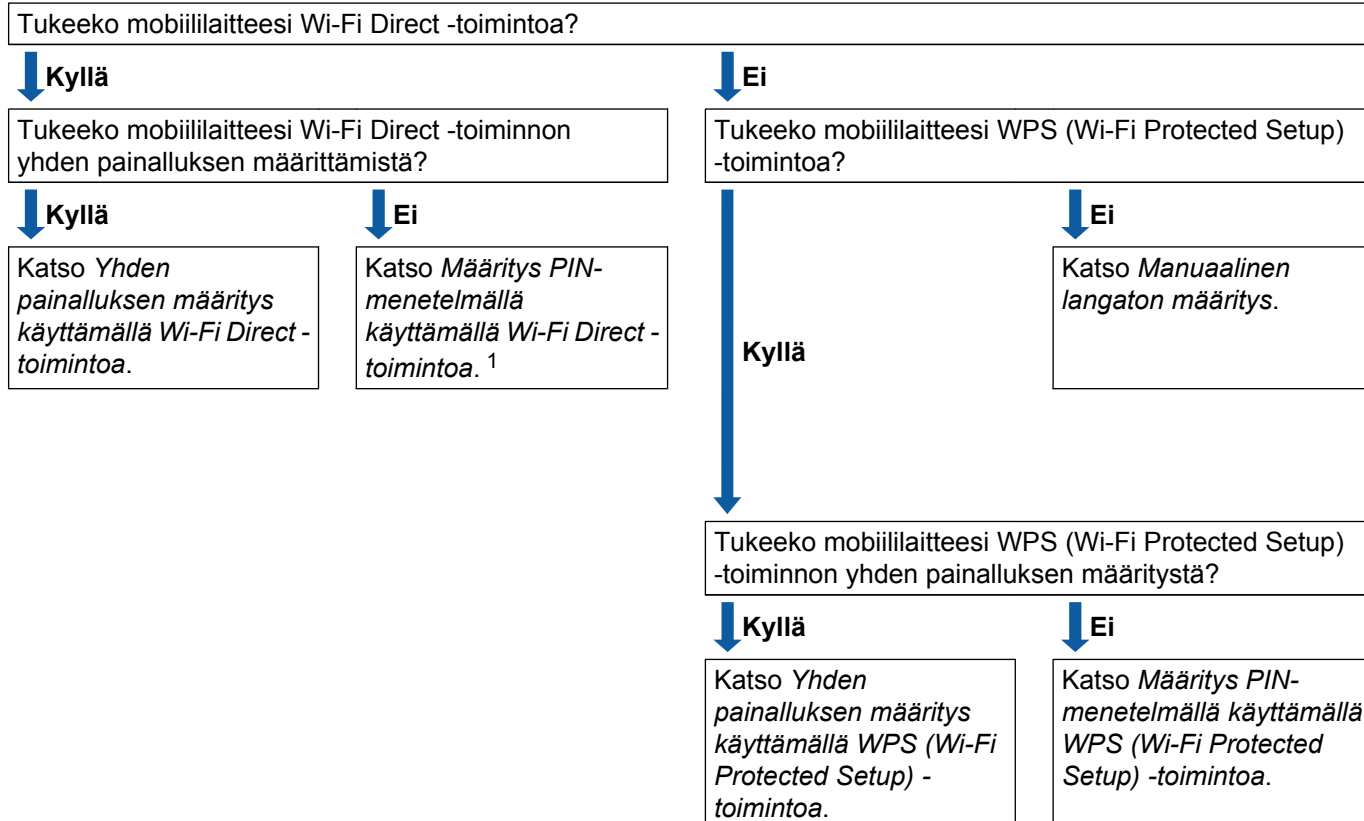 Tukeeko mobiililaitteesi Wi-Fi Direct -toimintoa?
Kyllä
Ei
Tukeeko mobiililaitteesi Wi-Fi Direct -toiminnon
yhden painalluksen määrittämistä?
Tukeeko mobiililaitteesi WPS (Wi-Fi Protected Setup)
-toimintoa?
Kyllä
Ei
Ei
Katso Yhden
painalluksen määritys
käyttämällä Wi-Fi Direct -
toimintoa.
Katso Määritys PIN-
menetelmällä
käyttämällä Wi-Fi Direct -
toimintoa. 1
Katso Manuaalinen
langaton määritys.
Kyllä
Tukeeko mobiililaitteesi WPS (Wi-Fi Protected Setup)
-toiminnon yhden painalluksen määritystä?
Kyllä
Ei
Katso Yhden
painalluksen määritys
käyttämällä WPS (Wi-Fi
Protected Setup) -
toimintoa.
Katso Määritys PIN-
menetelmällä käyttämällä
WPS (Wi-Fi Protected
Setup) -toimintoa.